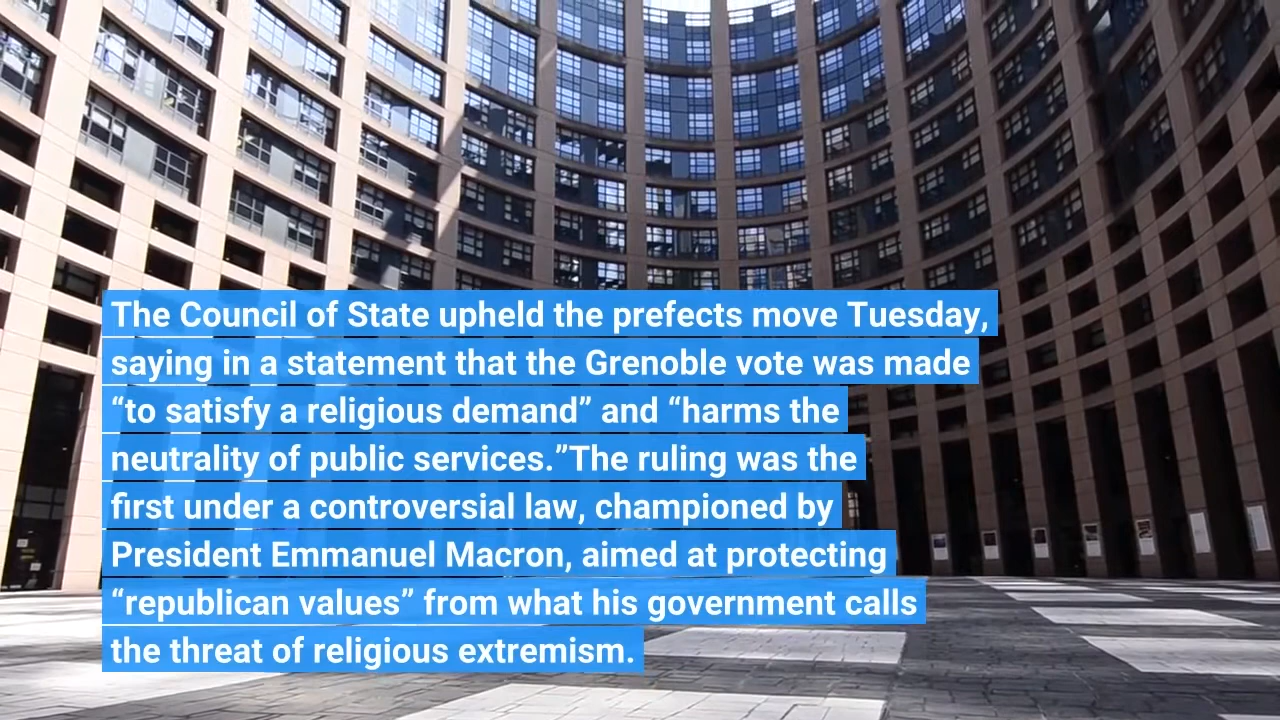 The Council of State upheld the prefects move Tuesday,
saying in a statement that the Grenoble vote was made
“to satisfy a religious demand” and “harms the
neutrality of public services.”The ruling was the
first under a controversial law, championed by
President Emmanuel Macron, aimed at protecting
“republican values” from what his government calls
the threat of religious extremism.